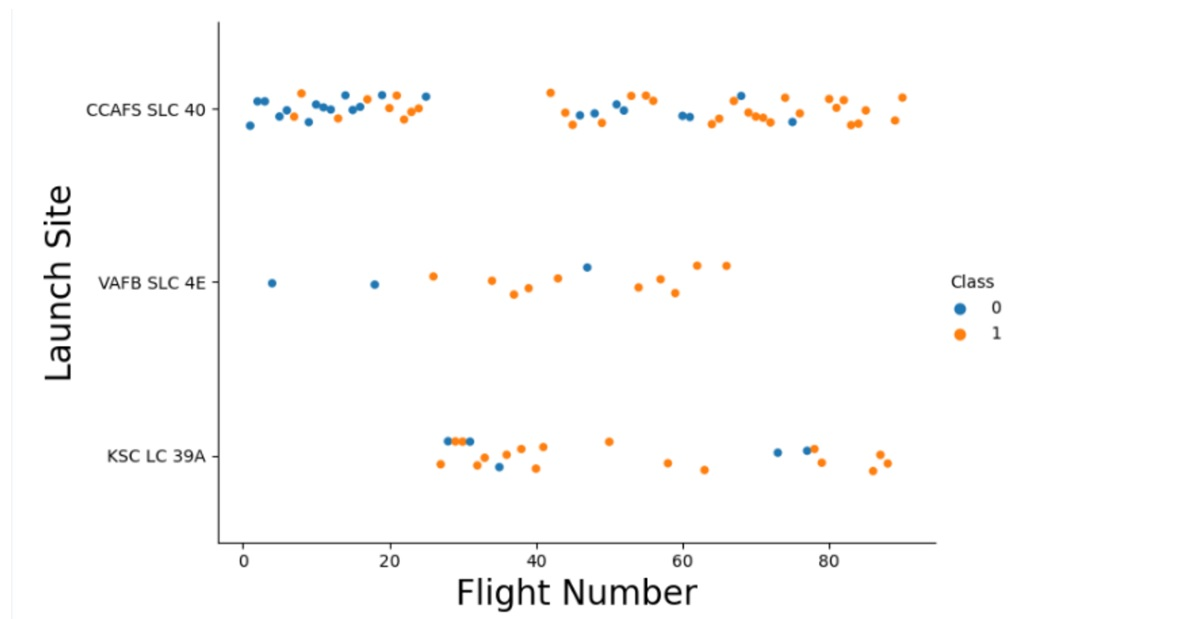 CCAFS SLC 40
VAFB SLC 4E
KSC LC 39A
Launch Site
0 20 40 60 80
Flight Number
Class
0
1